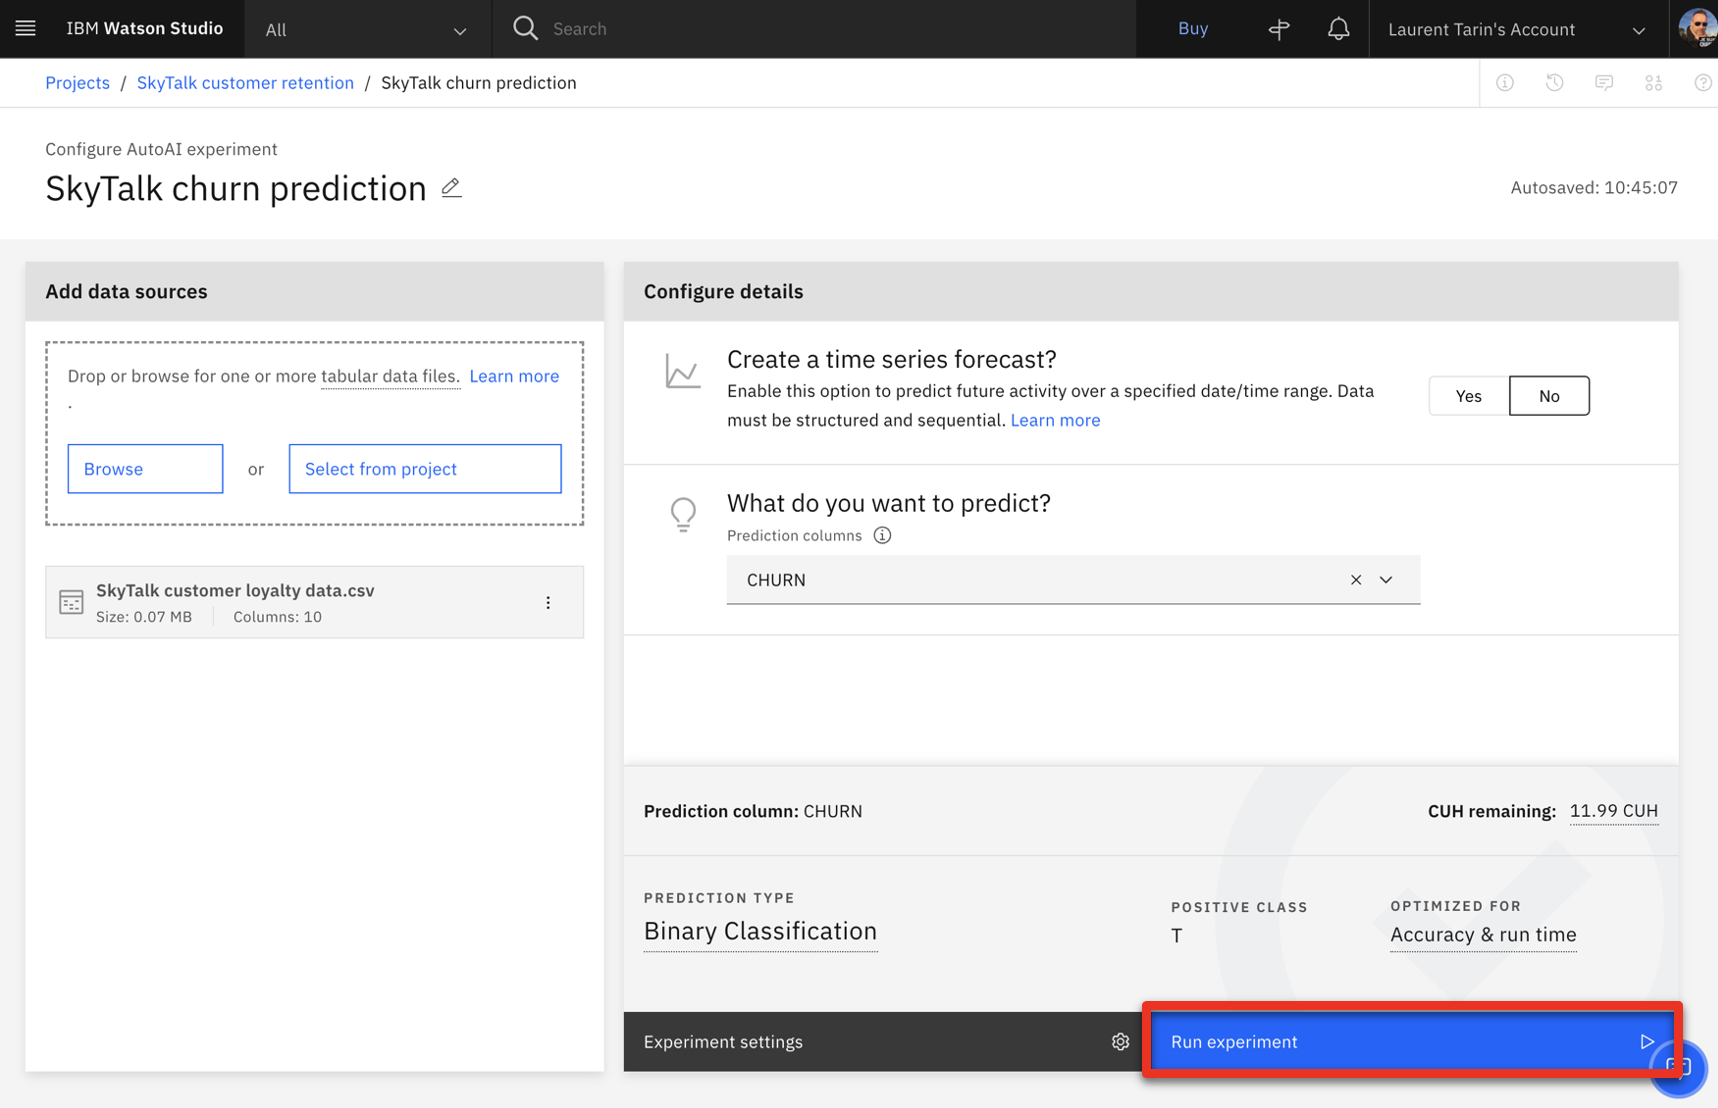 IBM Watson Studio
All
Search
Buy
Laurent Tarin's Account
Projects / SkyTalk customer retention / SkyTalk churn prediction
Configure AutoAI experiment
SkyTalk churn prediction
Autosaved: 10:45:07
Add data sources
Drop or browse for one or more tabular data files. Learn more
.
Browse
or
Select from project
SkyTalk customer loyalty data.csv
Size: 0.07 MB
Columns: 10
Configure details
Create a time series forecast?
Enable this option to predict future activity over a specified date/time range. Data
must be structured and sequential. Learn more
Yes
No
What do you want to predict?
Prediction columns
CHURN
Prediction column: CHURN
CUH remaining: 11.99 CUH
PREDICTION TYPE
Binary Classification
POSITIVE CLASS
T
OPTIMIZED FOR
Accuracy & run time
Experiment settings
Run experiment